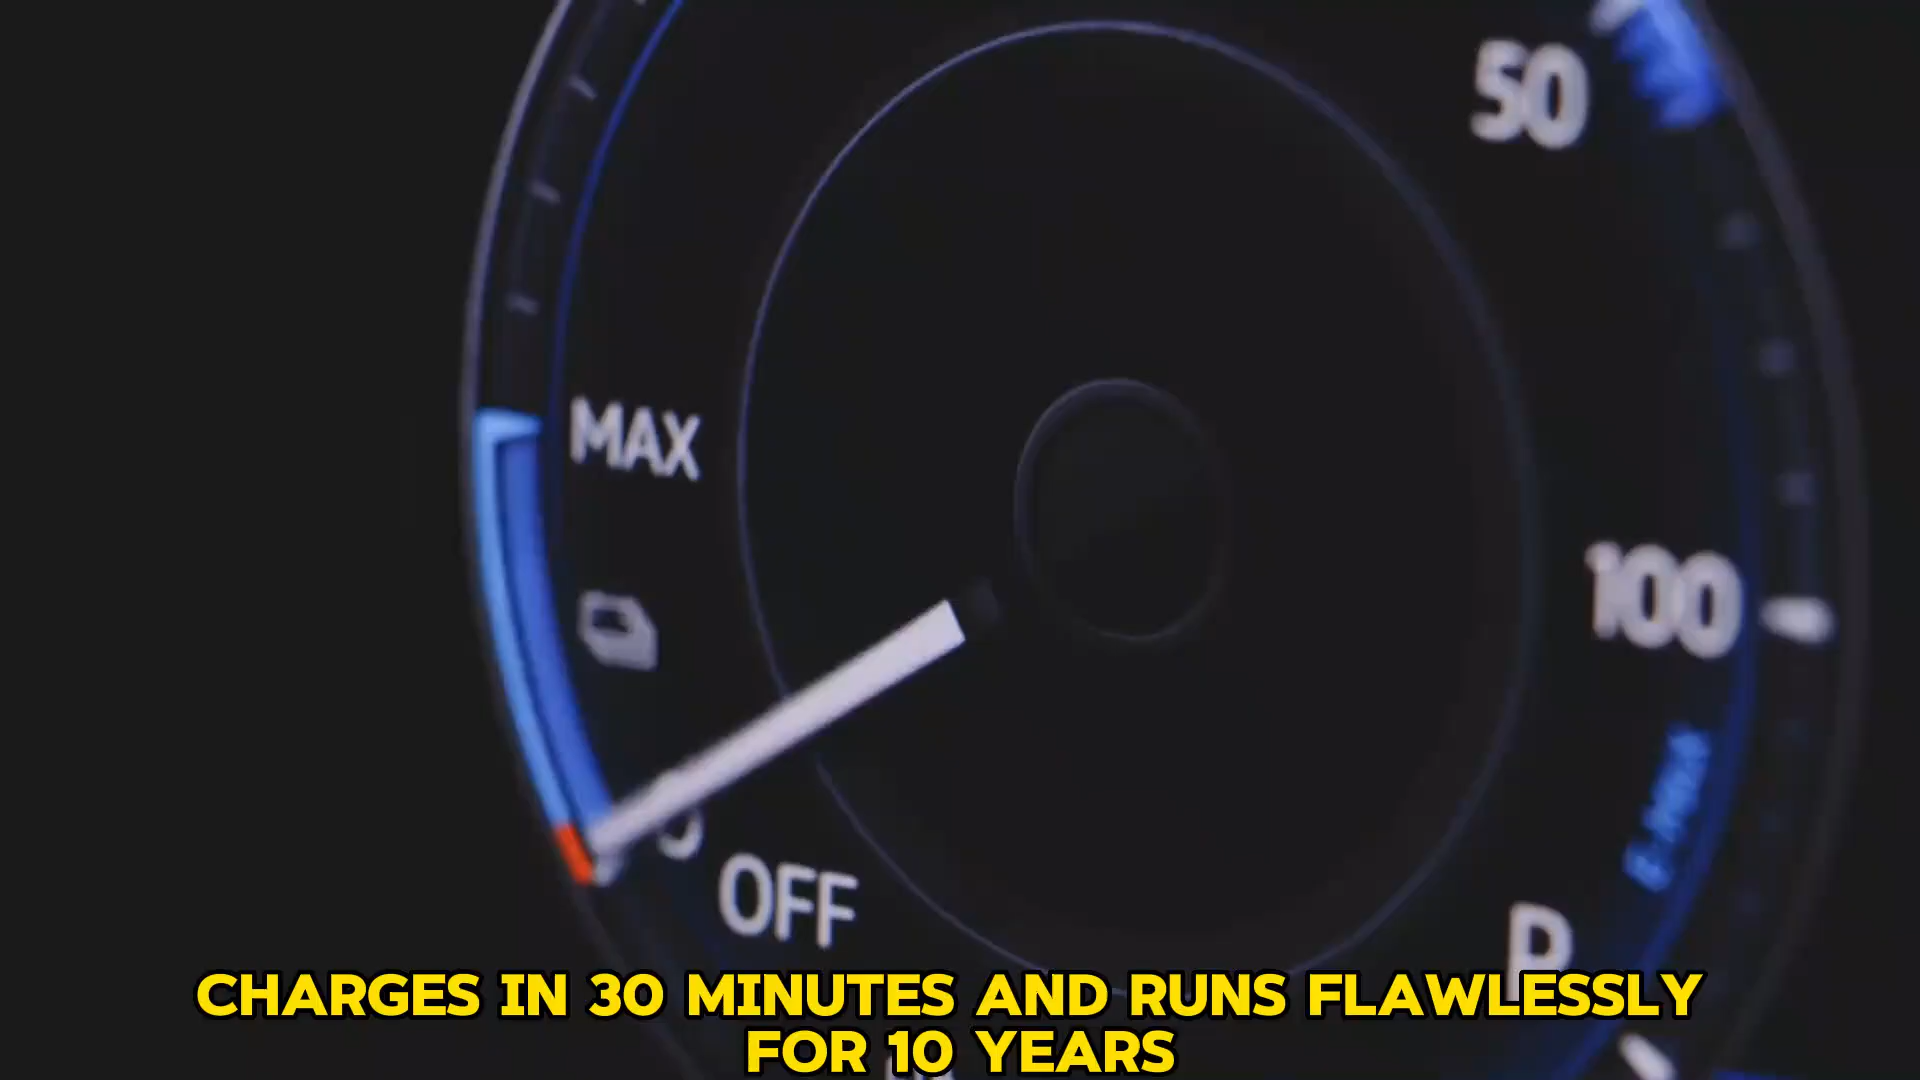 50
MAX
100
OFF
P
CHARGES IN 30 MINUTES AND RUNS FLAWLESSLY
FOR 10 YEARS